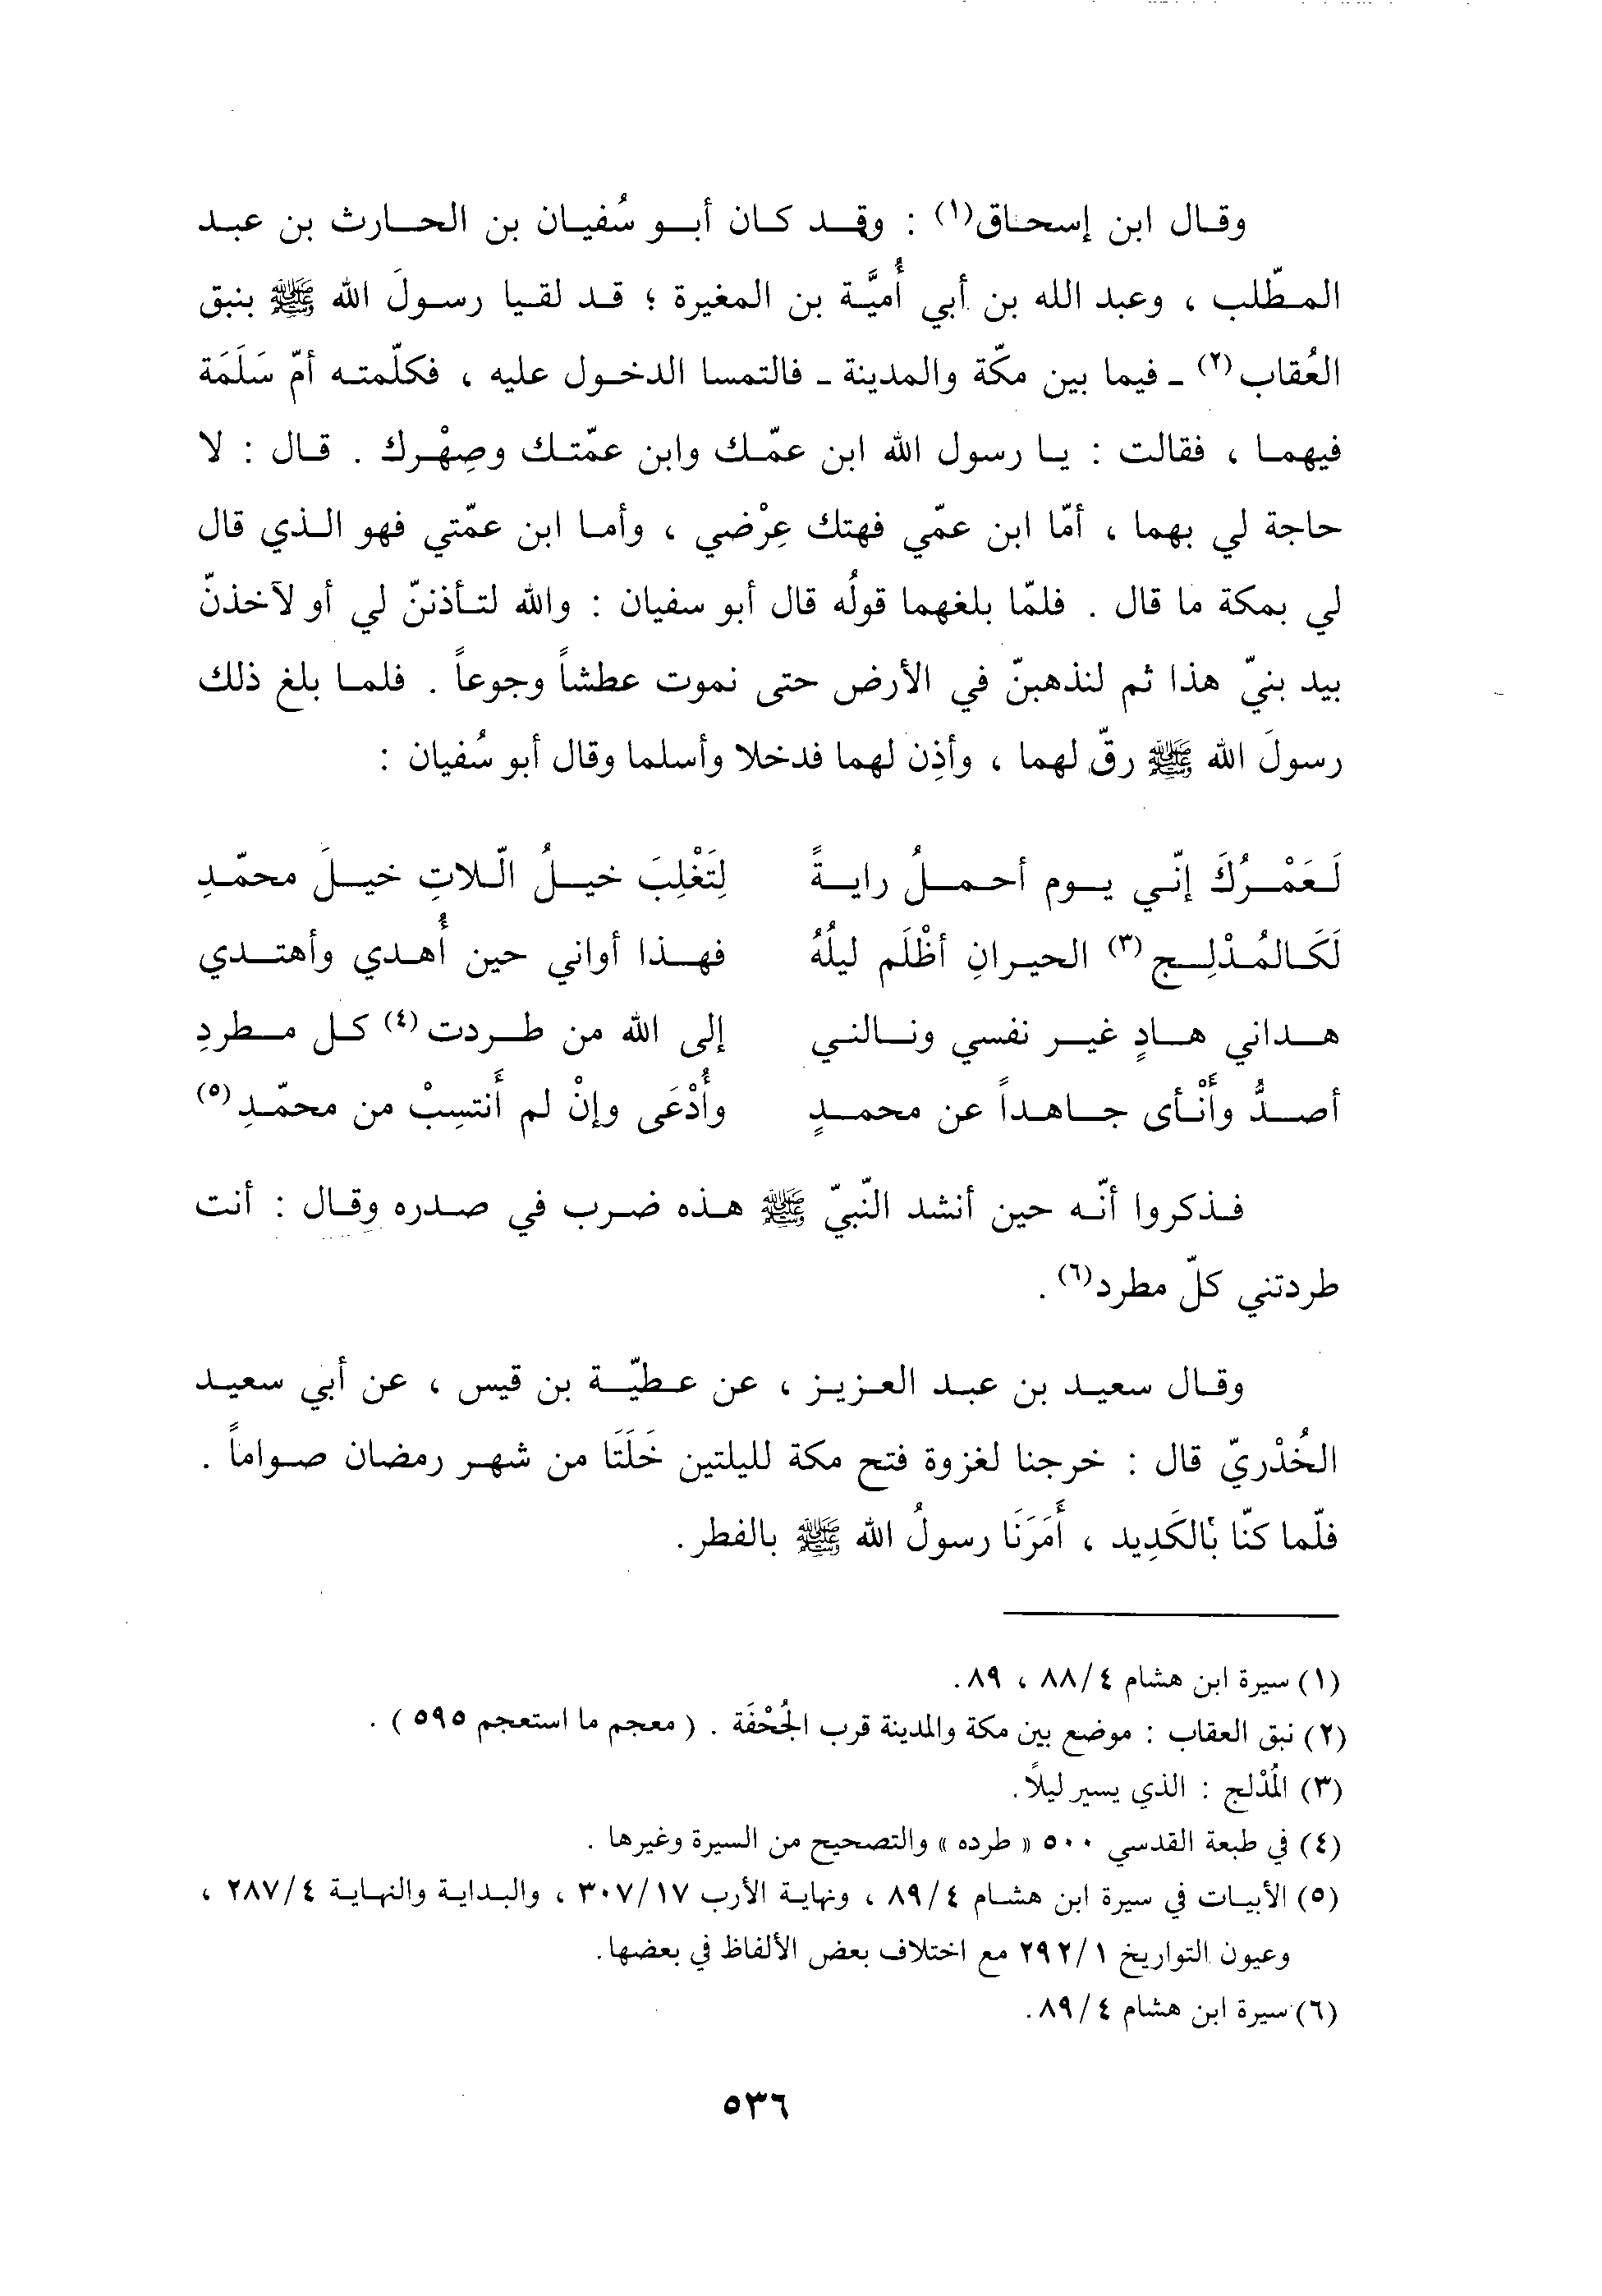 وقال ابن إسحاق(١) : وقد كان أبو سُفيان بن الحارث بن عبد
المطّلب ، وعبد الله بن أبي أُميَّة بن المغيرة ؛ قد لقيا رسولَ الله ﷺ بنبق
العُقاب(٢) ـ فيما بين مكّة والمدينة ـ فالتمسا الدخول عليه ، فكلّمته أمّ سَلَمَة
فيهما ، فقالت : يا رسول الله ابن عمّك وابن عمّتك وصِهْرك . قال : لا
حاجة لي بهما ، أمّا ابن عمّي فهتك عِرْضي ، وأما ابن عمّتي فهو الذي قال
لي بمكة ما قال . فلمّا بلغهما قولُه قال أبو سفيان : والله لتأذننّ لي أو لآخذنّ
بيد بنيّ هذا ثم لنذهبنّ في الأرض حتى نموت عطشاً وجوعاً . فلما بلغ ذلك
رسولَ الله ﷺ رقّ لهما ، وأذِن لهما فدخلا وأسلما وقال أبو سُفيان :
لَعَمْرُكَ إنّي يوم أحملُ رايةً لِتَغْلِبَ خيلُ الّلاتِ خيلَ محمّدِ
لَكَالمُدْلِج(٣) الحيرانِ أظْلَم ليلُهُ فهذا أواني حين أُهدي وأهتدي
هداني هادٍ غير نفسي ونالني إلى الله من طردت(٤) كل مطردِ
أصدُّ وأنْأى جاهداً عن محمدٍ وأُدْعَى وإنْ لم أَنتسِبْ من محمّدِ(٥)
فذكروا أنّه حين أنشد النّبيّ ﷺ هذه ضرب في صدره وقال : أنت
طردتني كلّ مطرد(٦) .
وقال سعيد بن عبد العزيز ، عن عطيّة بن قيس ، عن أبي سعيد
الخُدْريّ قال : خرجنا لغزوة فتح مكة لليلتين خَلَتَا من شهر رمضان صواماً .
فلّما كنّا بالكَدِيد ، أَمَرَنَا رسولُ الله ﷺ بالفطر .
(١) سيرة ابن هشام ٤/ ٨٨ ، ٨٩ .
(٢) نبق العقاب : موضع بين مكة والمدينة قرب الجُحْفَة . ( معجم ما استعجم ٥٩٥ ) .
(٣) المُدْلج : الذي يسير ليلاً .
(٤) في طبعة القدسي ٥٠٠ « طرده » والتصحيح من السيرة وغيرها .
(٥) الأبيات في سيرة ابن هشام ٤/ ٨٩ ، ونهاية الأرب ١٧/ ٣٠٧ ، والبداية والنهاية ٤/ ٢٨٧ ،
وعيون التواريخ ١/ ٢٩٢ مع اختلاف بعض الألفاظ في بعضها .
(٦) سيرة ابن هشام ٤/ ٨٩ .
٥٣٦